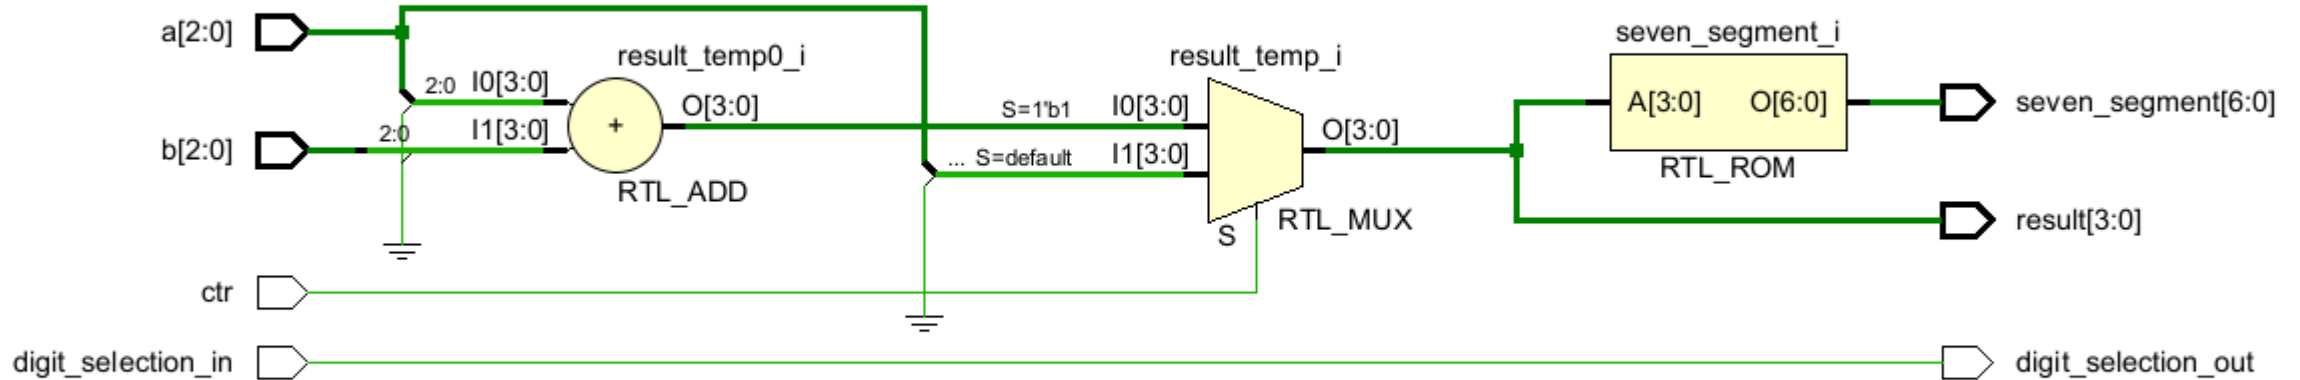 a[2:0]
b[2:0]
ctr
digit_selection_in
2:0
2:0
I0[3:0]
I1[3:0]
result_temp0_i
+
O[3:0]
RTL_ADD
S=1'b1
... S=default
I0[3:0]
I1[3:0]
result_temp_i
O[3:0]
S
RTL_MUX
seven_segment_i
A[3:0] O[6:0]
RTL_ROM
seven_segment[6:0]
result[3:0]
digit_selection_out